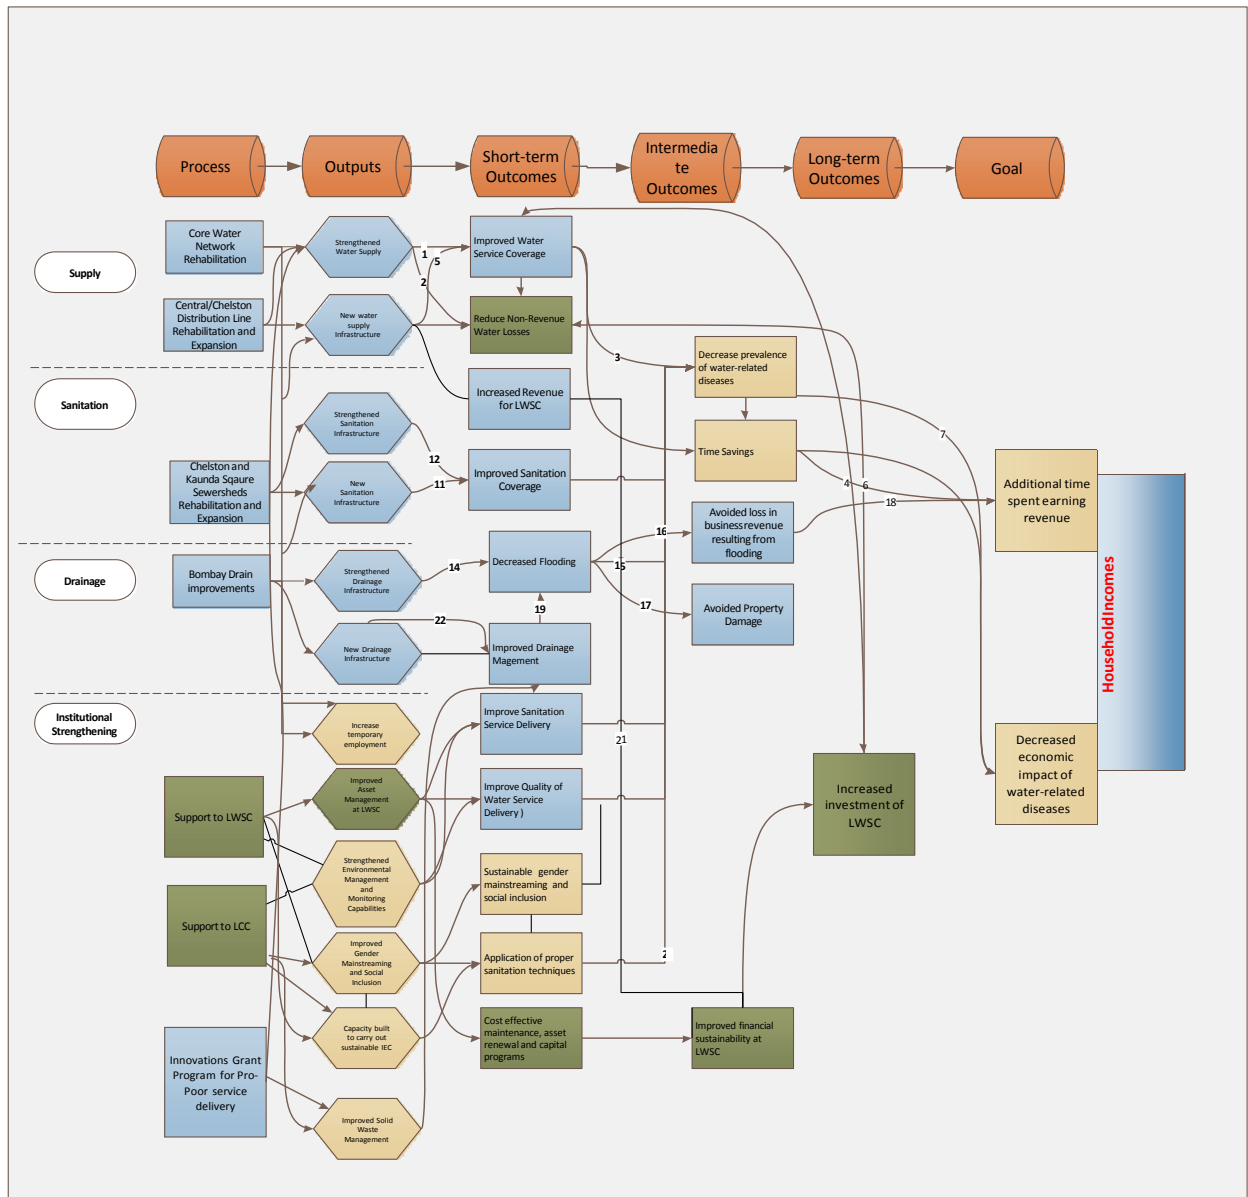 Process
Outputs
Short-term
Outcomes
Intermedia
te
Outcomes
Long-term
Outcomes
Goal
Supply
Core Water
Network
Rehabilitation
Strengthened
Water Supply
1
5
2
Improved Water
Service Coverage
Central/Chelston
Distribution Line
Rehabilitation and
Expansion
New water
supply
Infrastructure
Reduce Non-Revenue
Water Losses
3
Decrease prevalence
of water-related
diseases
Sanitation
Increased Revenue
for LWSC
Strengthened
Sanitation
Infrastructure
12
Time Savings
7
4
6
Chelston and
Kaunda Sqaure
Sewersheds
Rehabilitation and
Expansion
New
Sanitation
Infrastructure
11
Improved Sanitation
Coverage
Additional time
spent earning
revenue
18
Avoided loss in
business revenue
resulting from
flooding
16
15
17
Drainage
Bombay Drain
improvements
Strengthened
Drainage
Infrastructure
14
Decreased Flooding
19
Avoided Property
Damage
New Drainage
Infrastructure
22
Improved Drainage
Magement
HouseholdIncomes
Institutional
Strengthening
Increase
temporary
employment
Improve Sanitation
Service Delivery
21
Decreased
economic
impact of
water-related
diseases
Improved
Asset
Management
at LWSC
Improve Quality of
Water Service
Delivery )
Increased
investment of
LWSC
Support to LWSC
Strengthened
Environmental
Management
and
Monitoring
Capabilities
Sustainable gender
mainstreaming and
social inclusion
Support to LCC
Improved
Gender
Mainstreaming
and Social
Inclusion
Application of proper
sanitation techniques
2
Capacity built
to carry out
sustainable IEC
Cost effective
maintenance, asset
renewal and capital
programs
Improved financial
sustainability at
LWSC
Innovations Grant
Program for Pro-
Poor service
delivery
Improved Solid
Waste
Management